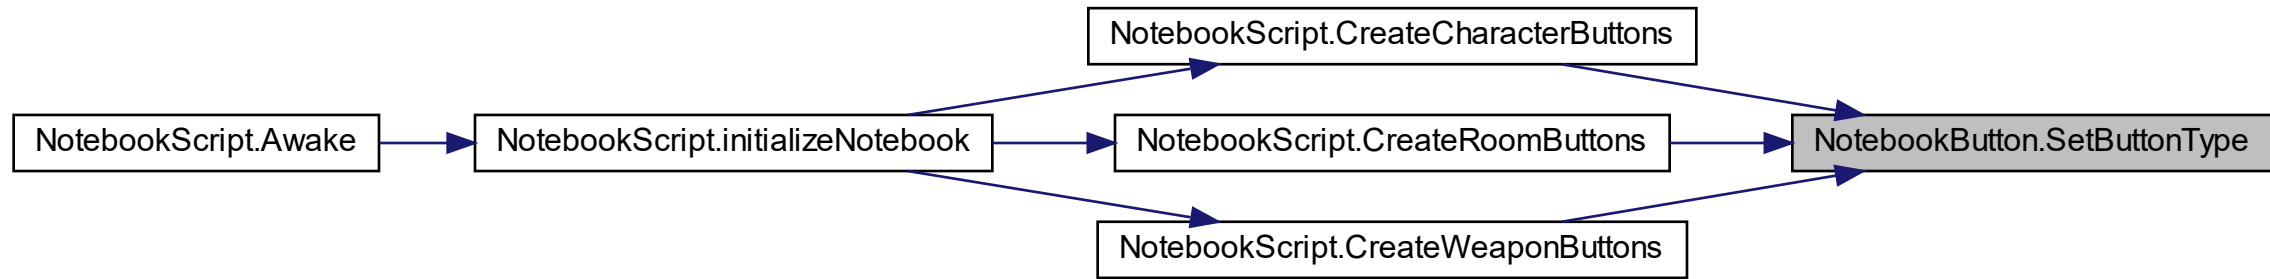 NotebookScript.CreateCharacterButtons
NotebookScript.Awake
NotebookScript.initializeNotebook
NotebookScript.CreateRoomButtons
NotebookButton.SetButtonType
NotebookScript.CreateWeaponButtons